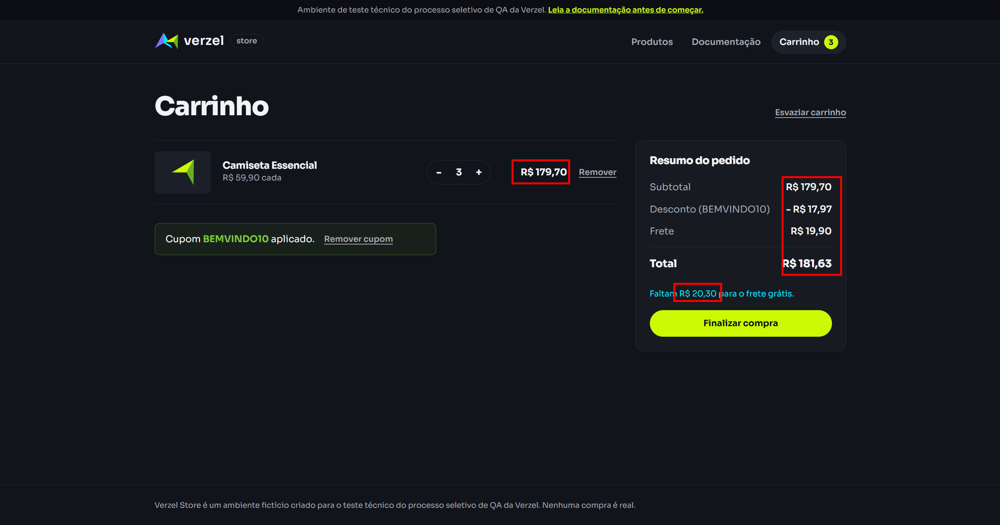 Ambiente de teste técnico do processo seletivo de QA da Verzel. Leia a documentação antes de começar.
verzel store
Produtos Documentação Carrinho 3
Carrinho
Esvaziar carrinho
Camiseta Essencial
R$ 59,90 cada
- 3 +
R$ 179,70
Remover
Cupom BEMVINDO10 aplicado. Remover cupom
Resumo do pedido
Subtotal R$ 179,70
Desconto (BEMVINDO10) - R$ 17,97
Frete R$ 19,90
Total R$ 181,63
Faltam R$ 20,30 para o frete grátis.
Finalizar compra
Verzel Store é um ambiente fictício criado para o teste técnico do processo seletivo de QA da Verzel. Nenhuma compra é real.